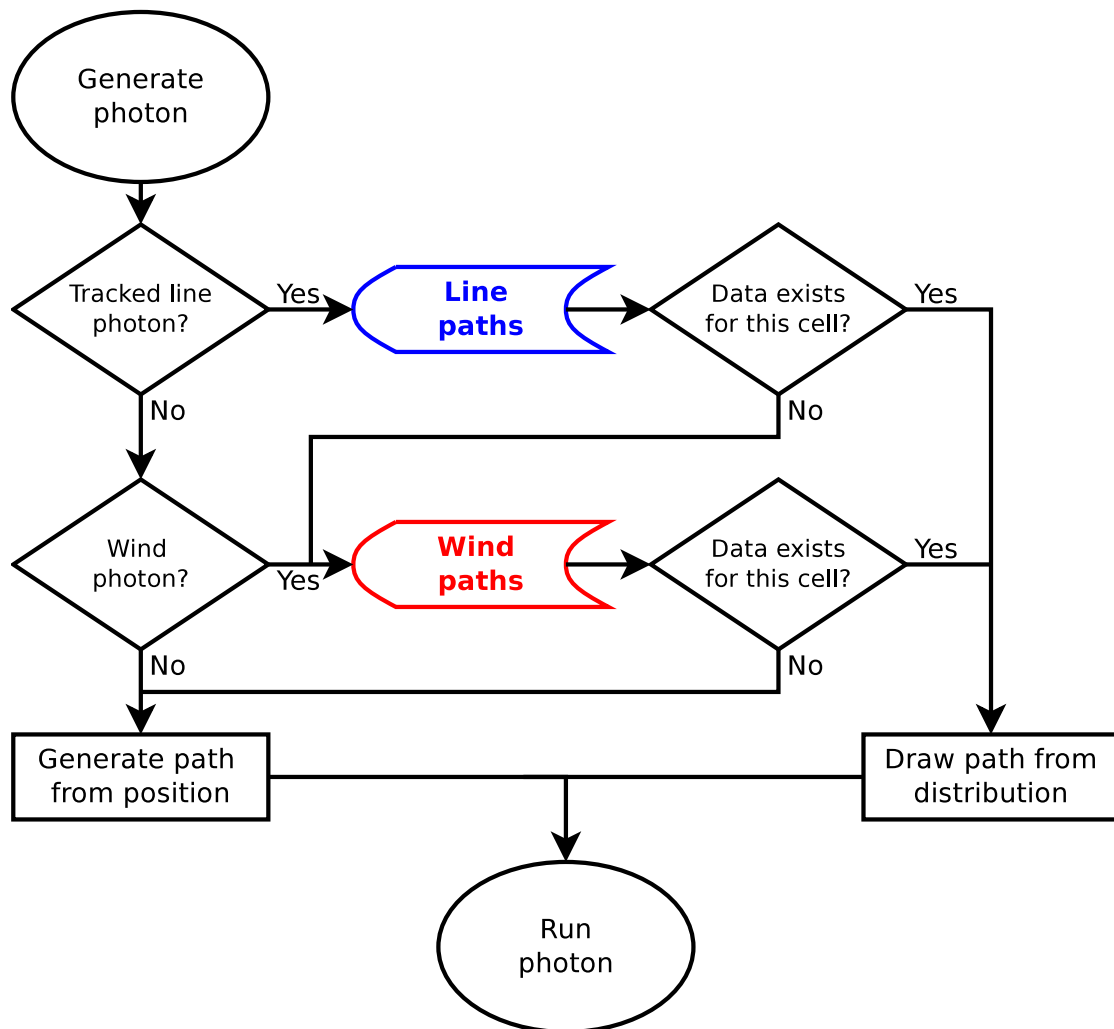 Generate
photon
Tracked line
photon?
Yes
Line
paths
Data exists
for this cell?
Yes
No
No
Wind
photon?
Yes
Wind
paths
Data exists
for this cell?
Yes
No
No
Generate path
from position
Draw path from
distribution
Run
photon